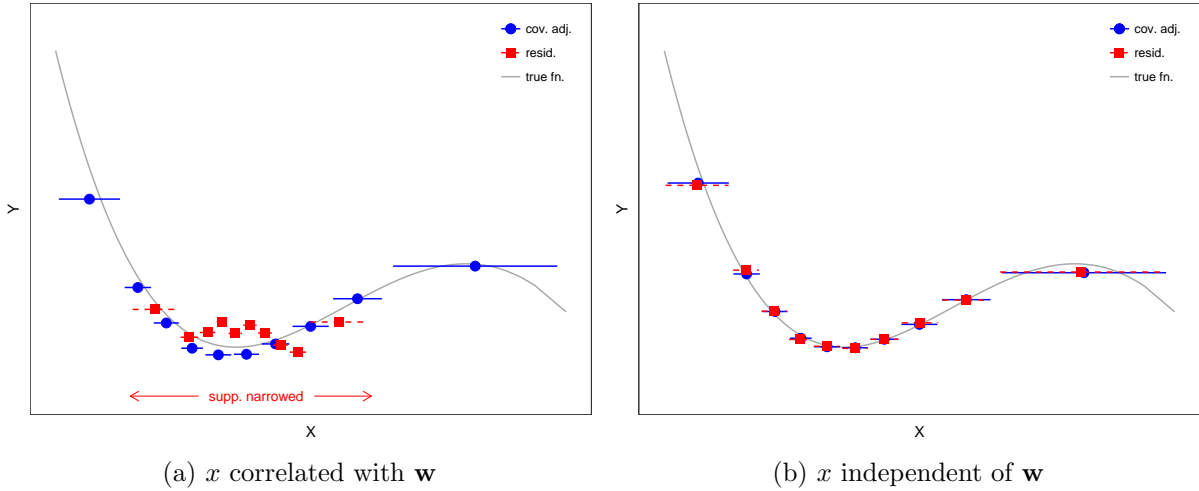 cov. adj.
resid.
true fn.
Y
supp. narrowed
X
(a) x correlated with w
cov. adj.
resid.
true fn.
Y
X
(b) x independent of w